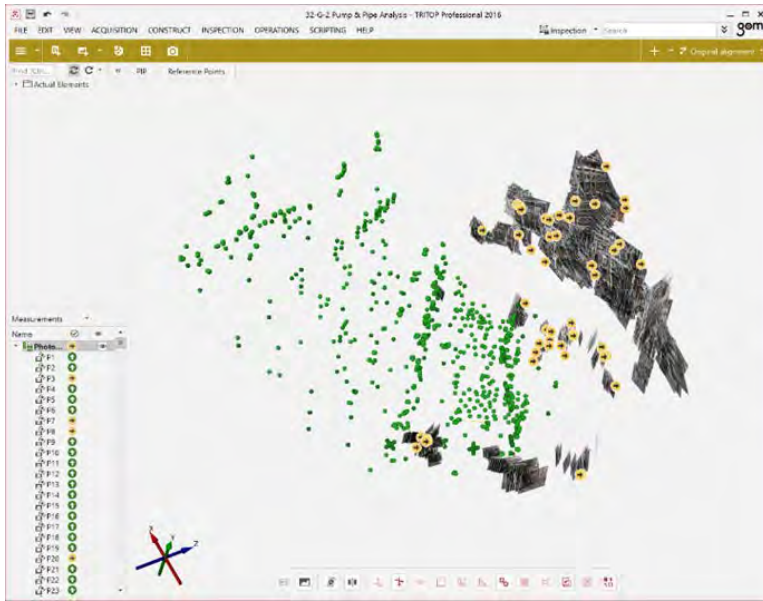 32-G-2 Pump & Pipe Analysis - TRITOP Professional 2016
FILE EDIT VIEW ACQUISITION CONSTRUCT INSPECTION OPERATIONS SCRIPTING HELP
Inspection Search
gom
Original alignment
PIP Reference Points
Actual Elements
Measurements
Name
Photo...
P1
P2
P3
P4
P5
P6
P7
P8
P9
P10
P11
P12
P13
P14
P15
P16
P17
P18
P19
P20
P21
P22
P23
X
Y
Z